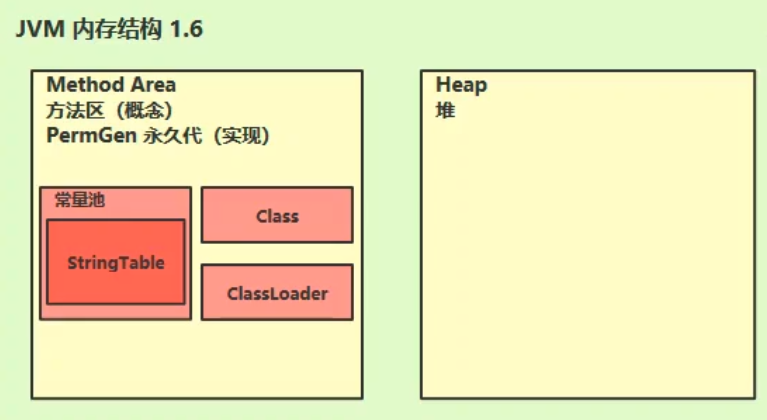 JVM 内存结构 1.6
Method Area
方法区（概念）
PermGen 永久代（实现）
常量池
StringTable
Class
ClassLoader
Heap
堆